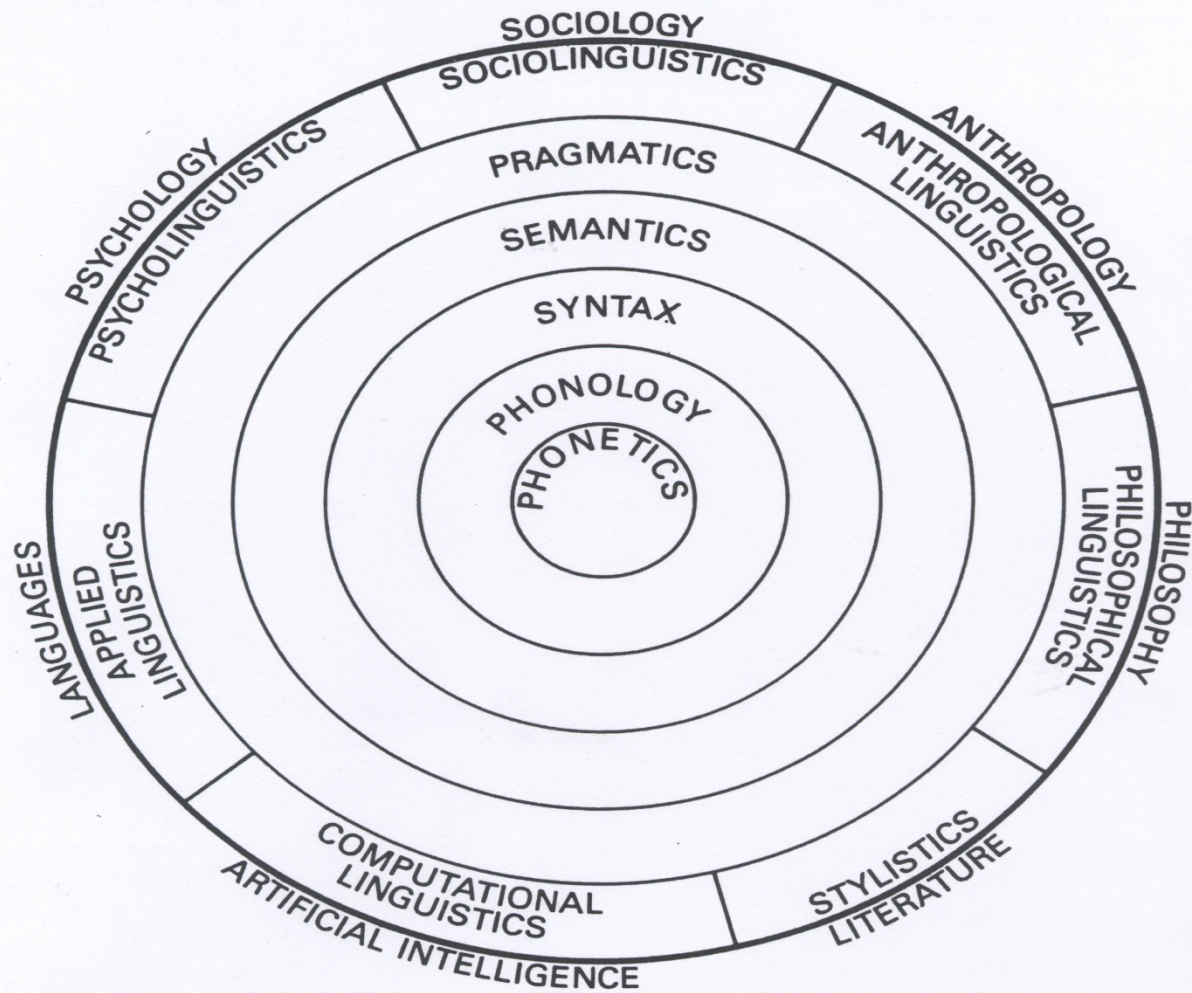 SOCIOLOGY
SOCIOLINGUISTICS
PSYCHOLOGY
PSYCHOLINGUISTICS
ANTHROPOLOGY
ANTHROPOLOGICAL
LINGUISTICS
PRAGMATICS
SEMANTICS
SYNTAX
PHONOLOGY
PHONETICS
LANGUAGES
APPLIED
LINGUISTICS
PHILOSOPHY
PHILOSOPHICAL
LINGUISTICS
COMPUTATIONAL
LINGUISTICS
ARTIFICIAL INTELLIGENCE
STYLISTICS
LITERATURE